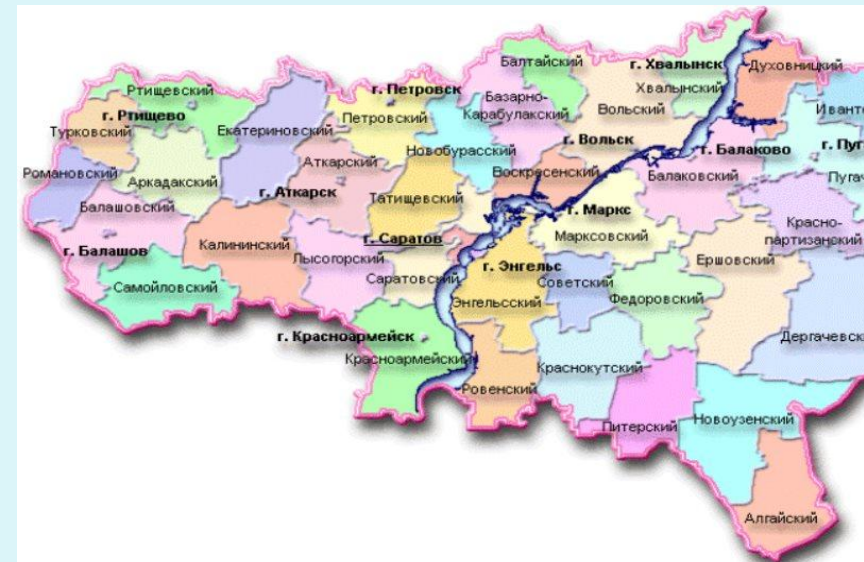 Балтайский
г. Хвалынск
Духовницкий
Ртищевский
г. Петровск
Хвалынский
Базарно-
Карабулакский
Вольский
Ивант
г. Ртищево
Турковский
Екатериновский
Петровский
Новобурасский
г. Вольск
г. Балаково
г. Пуг
Романовский
Аркадакский
Аткарский
Воскресенский
Балаковский
Пугач
Балашовский
г. Аткарск
Татищевский
г. Маркс
Красно-
партизанский
г. Балашов
Калининский
г. Саратов
Марксовский
Лысогорский
г. Энгельс
Ершовский
Самойловский
Саратовский
Советский
Энгельсский
Федоровский
г. Красноармейск
Дергачевск
Красноармейский
Краснокутский
Ровенский
Питерский
Новоузенский
Алгайский